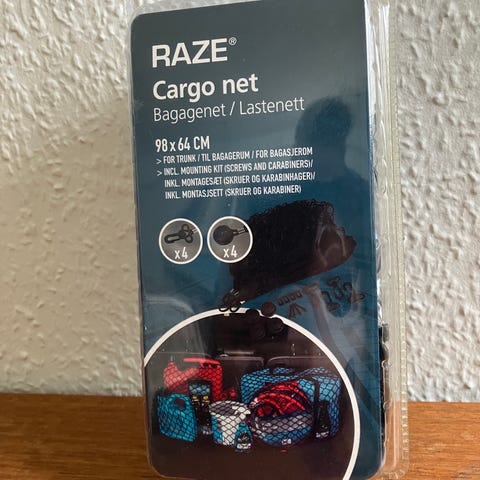 RAZE®
Cargo net
Bagagenet / Lastenett
98 x 64 CM
> FOR TRUNK / TIL BAGAGERUM / FOR BAGASJEROM
> INCL. MOUNTING KIT (SCREWS AND CARABINERS)/
INKL. MONTAGESÆT (SKRUER OG KARABINHAGER)/
INKL. MONTASJSETT (SKRUER OG KARABINER)
x4
x4